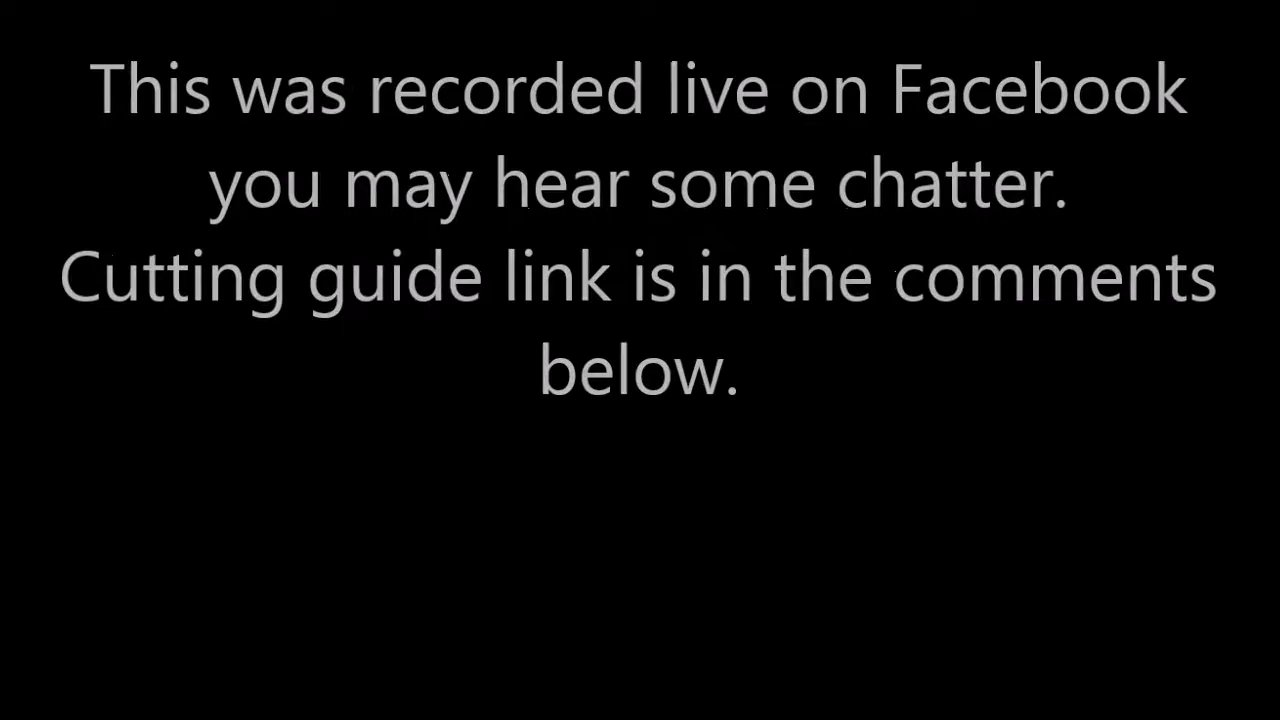 This was recorded live on Facebook
you may hear some chatter.
Cutting guide link is in the comments
below.